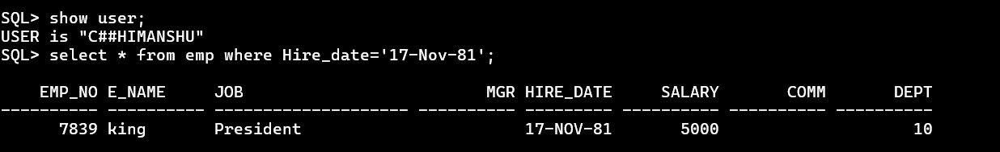 SQL> show user;
USER is "C##HIMANSHU"
SQL> select * from emp where Hire_date='17-Nov-81';
    EMP_NO E_NAME     JOB                         MGR HIRE_DATE     SALARY       COMM       DEPT
---------- ---------- -------------------- ---------- --------- ---------- ---------- ----------
      7839 king       President                       17-NOV-81       5000                    10